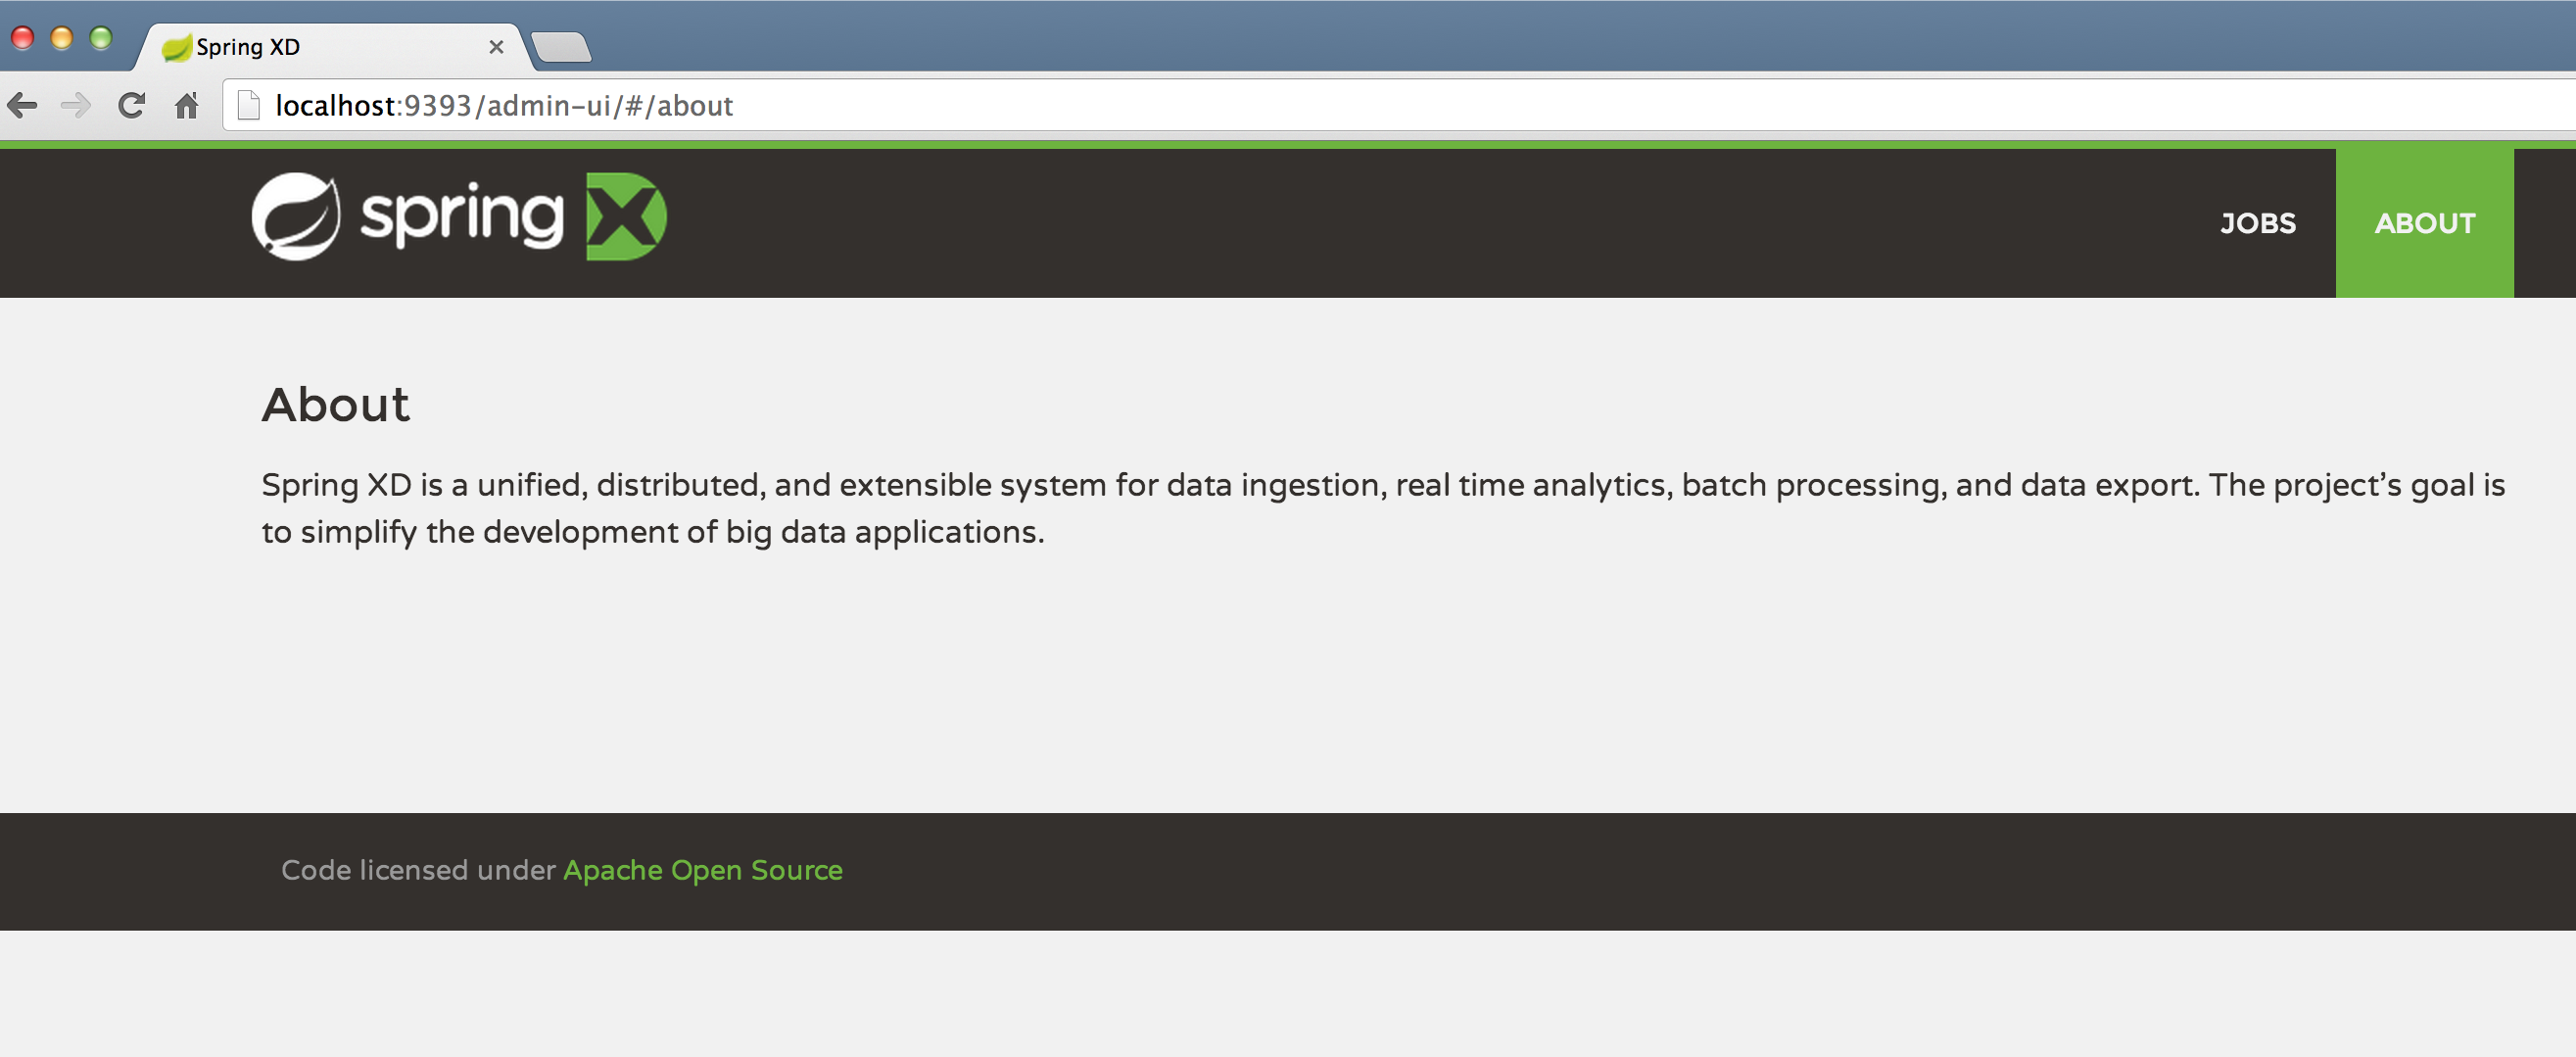 Spring XD
localhost:9393/admin-ui/#/about
spring XD
JOBS
ABOUT
About
Spring XD is a unified, distributed, and extensible system for data ingestion, real time analytics, batch processing, and data export. The project’s goal is
to simplify the development of big data applications.
Code licensed under Apache Open Source